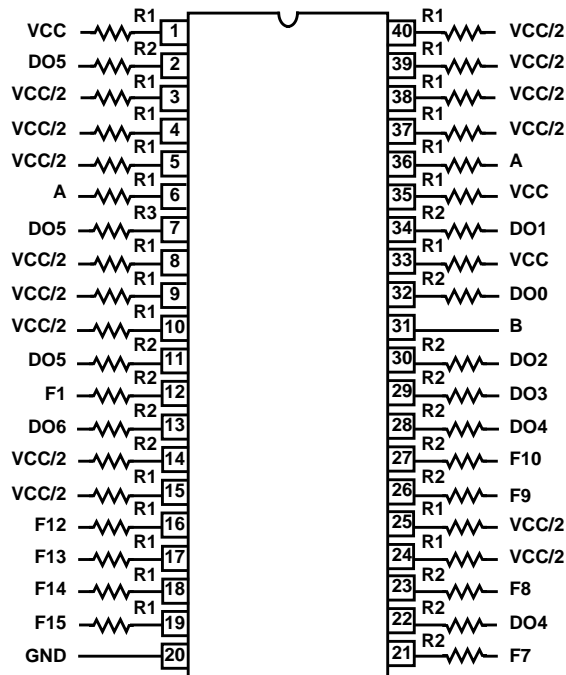 R1 R1
VCC 1 40 VCC/2
R2 R1
DO5 2 39 VCC/2
R1 R1
VCC/2 3 38 VCC/2
R1 R1
VCC/2 4 37 VCC/2
R1 R1
VCC/2 5 36 A
R1 R1
A 6 35 VCC
R3 R2
DO5 7 34 DO1
R1 R1
VCC/2 8 33 VCC
R1 R2
VCC/2 9 32 DO0
R1
VCC/2 10 31 B
R2 R2
DO5 11 30 DO2
R2 R2
F1 12 29 DO3
R2 R2
DO6 13 28 DO4
R2 R2
VCC/2 14 27 F10
R1 R2
VCC/2 15 26 F9
R1 R1
F12 16 25 VCC/2
R1 R1
F13 17 24 VCC/2
R1 R2
F14 18 23 F8
R1 R2
F15 19 22 DO4
R2
GND 20 21 F7